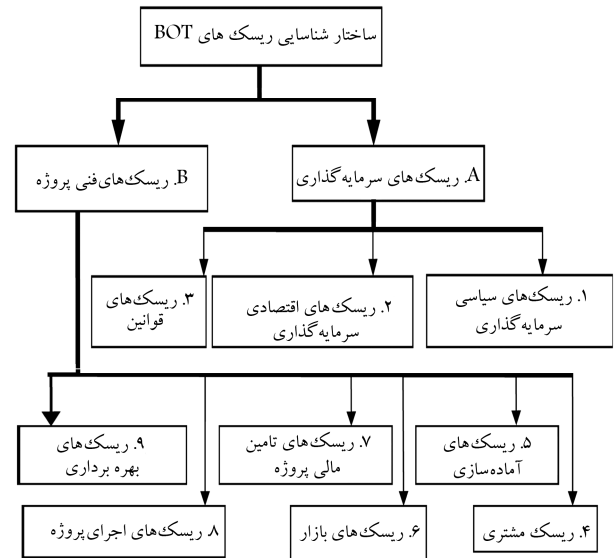 ساختار شناسایی ریسک های BOT
A. ریسک‌های سرمایه‌گذاری
B. ریسک‌های فنی پروژه
۱. ریسک‌های سیاسی
سرمایه‌گذاری
۲. ریسک‌های اقتصادی
سرمایه‌گذاری
۳. ریسک‌های
قوانین
۵. ریسک‌های
آماده‌سازی
۷. ریسک‌های تامین
مالی پروژه
۹. ریسک‌های
بهره برداری
۴. ریسک مشتری
۶. ریسک‌های بازار
۸. ریسک‌های اجرای پروژه